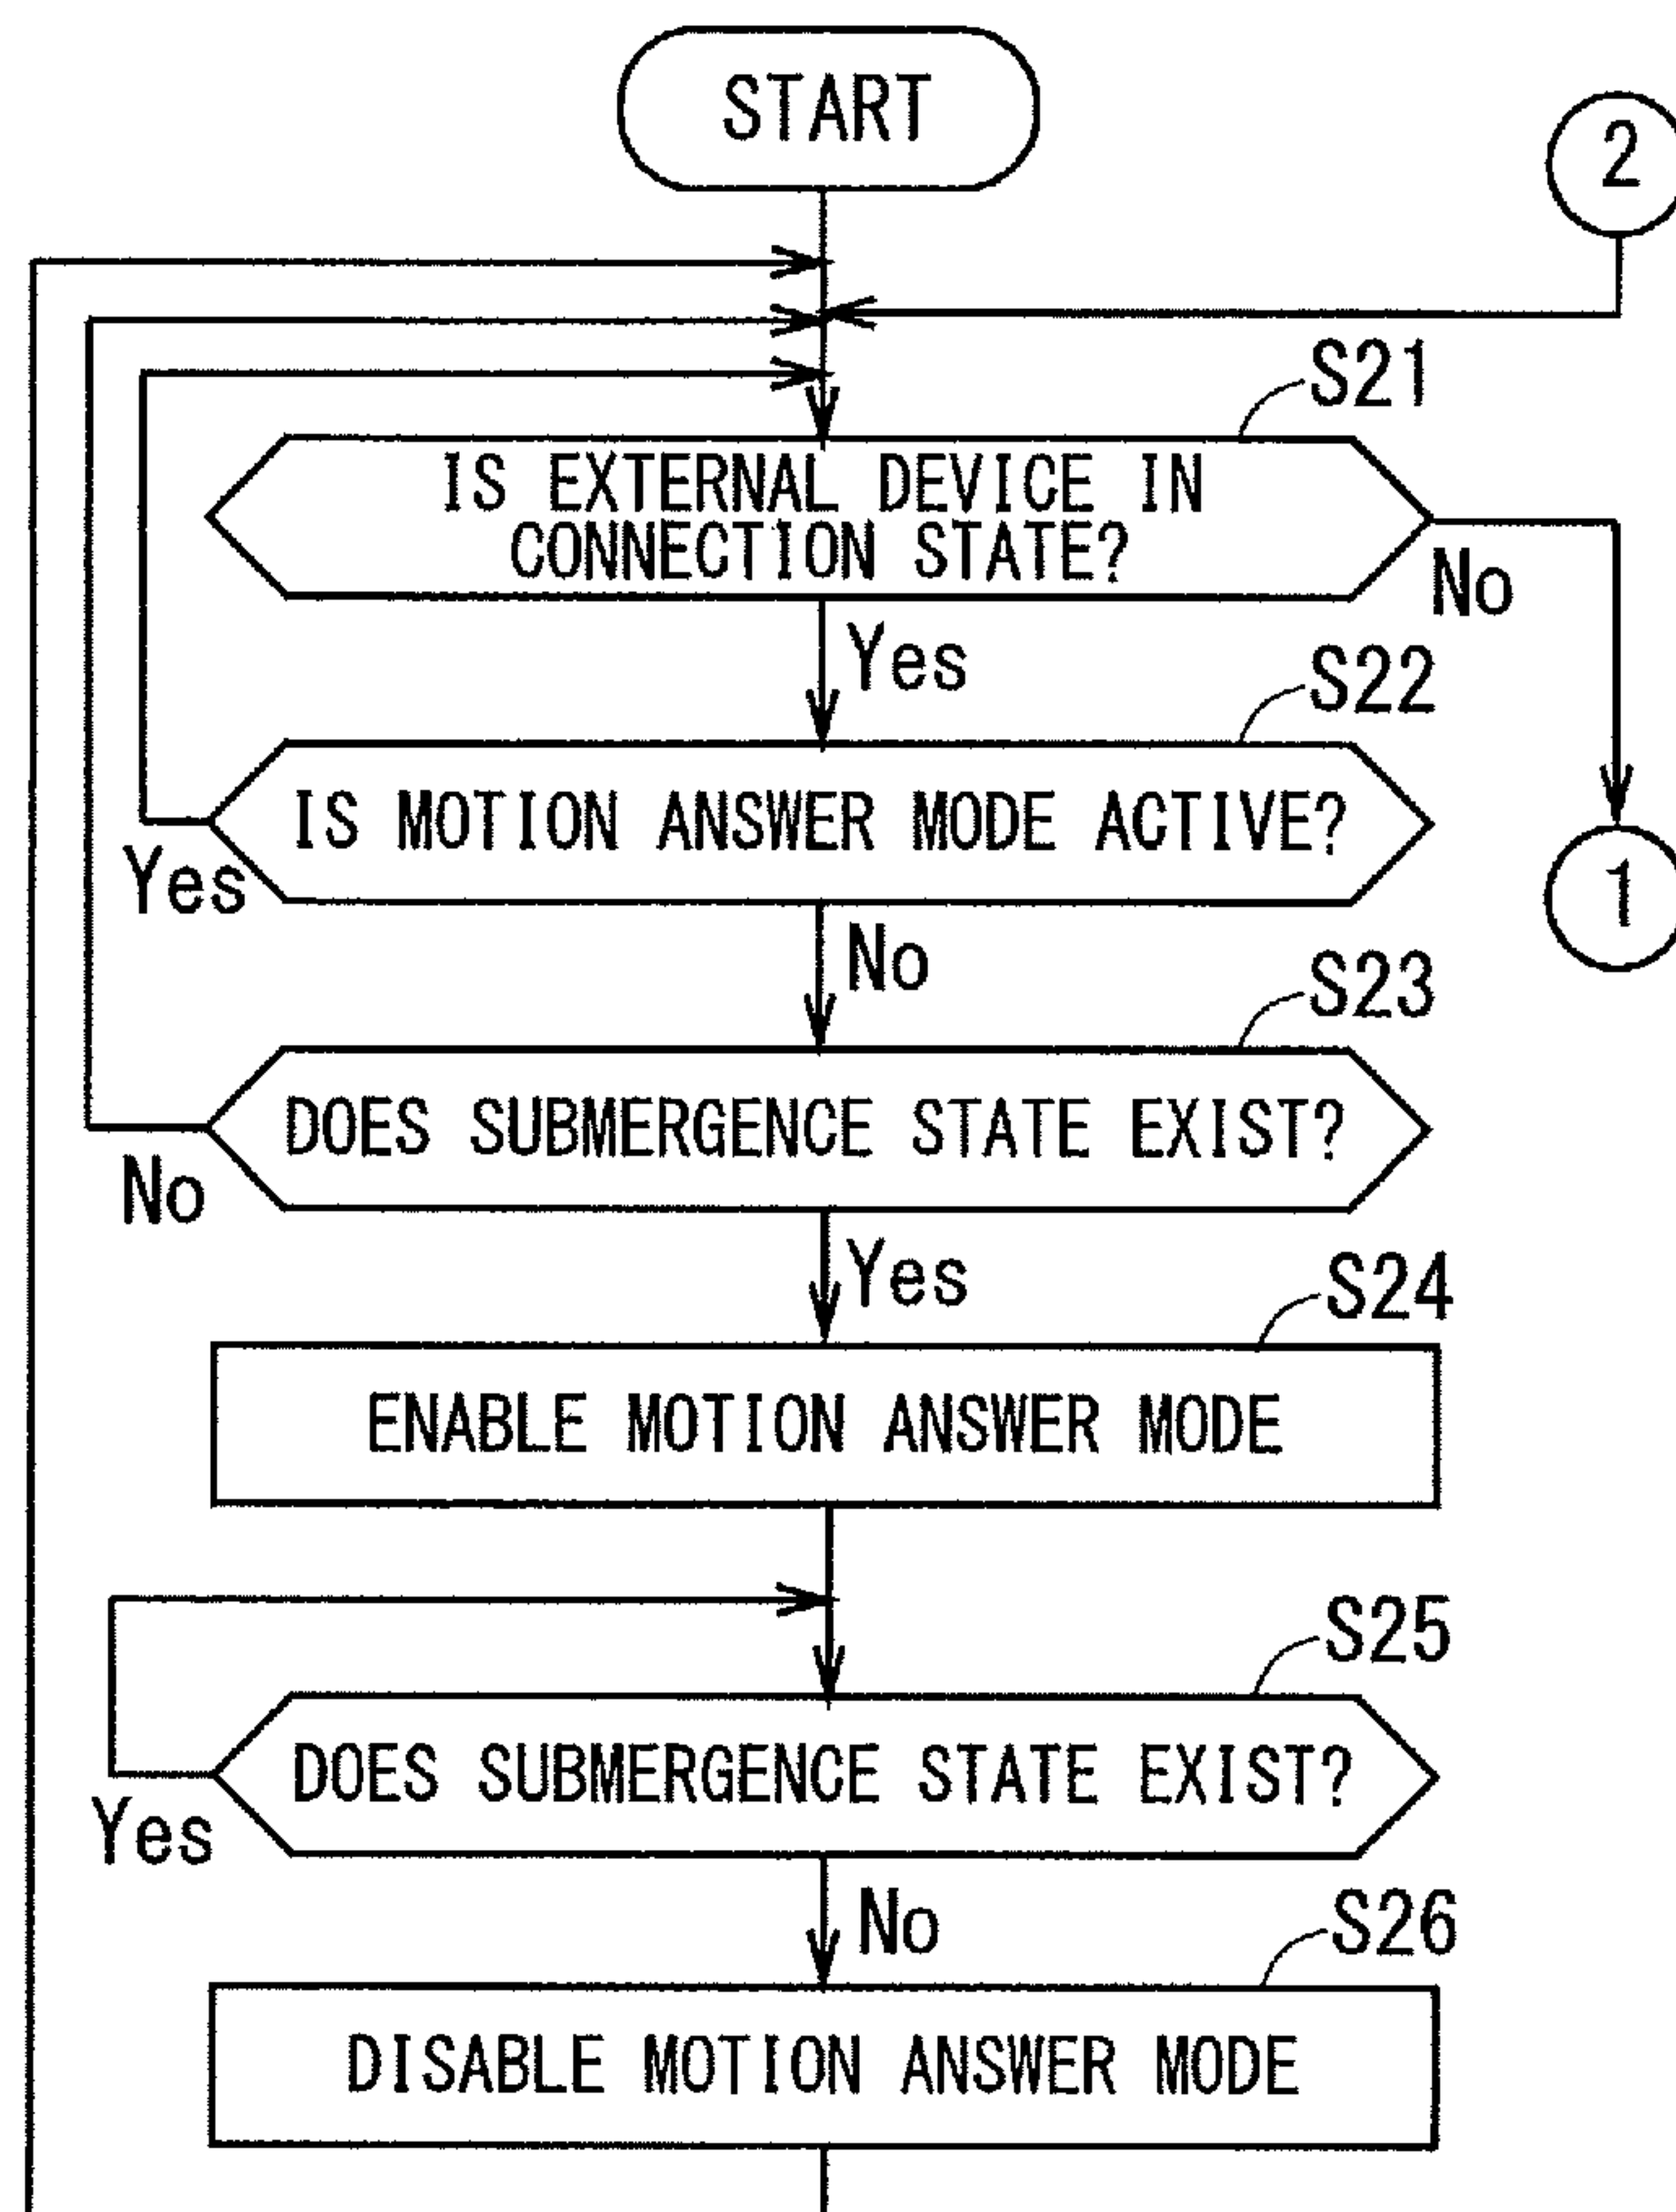 START
2
S21
IS EXTERNAL DEVICE IN
CONNECTION STATE?
No
Yes
S22
IS MOTION ANSWER MODE ACTIVE?
Yes
1
No
S23
DOES SUBMERGENCE STATE EXIST?
No
Yes
S24
ENABLE MOTION ANSWER MODE
S25
DOES SUBMERGENCE STATE EXIST?
Yes
No
S26
DISABLE MOTION ANSWER MODE